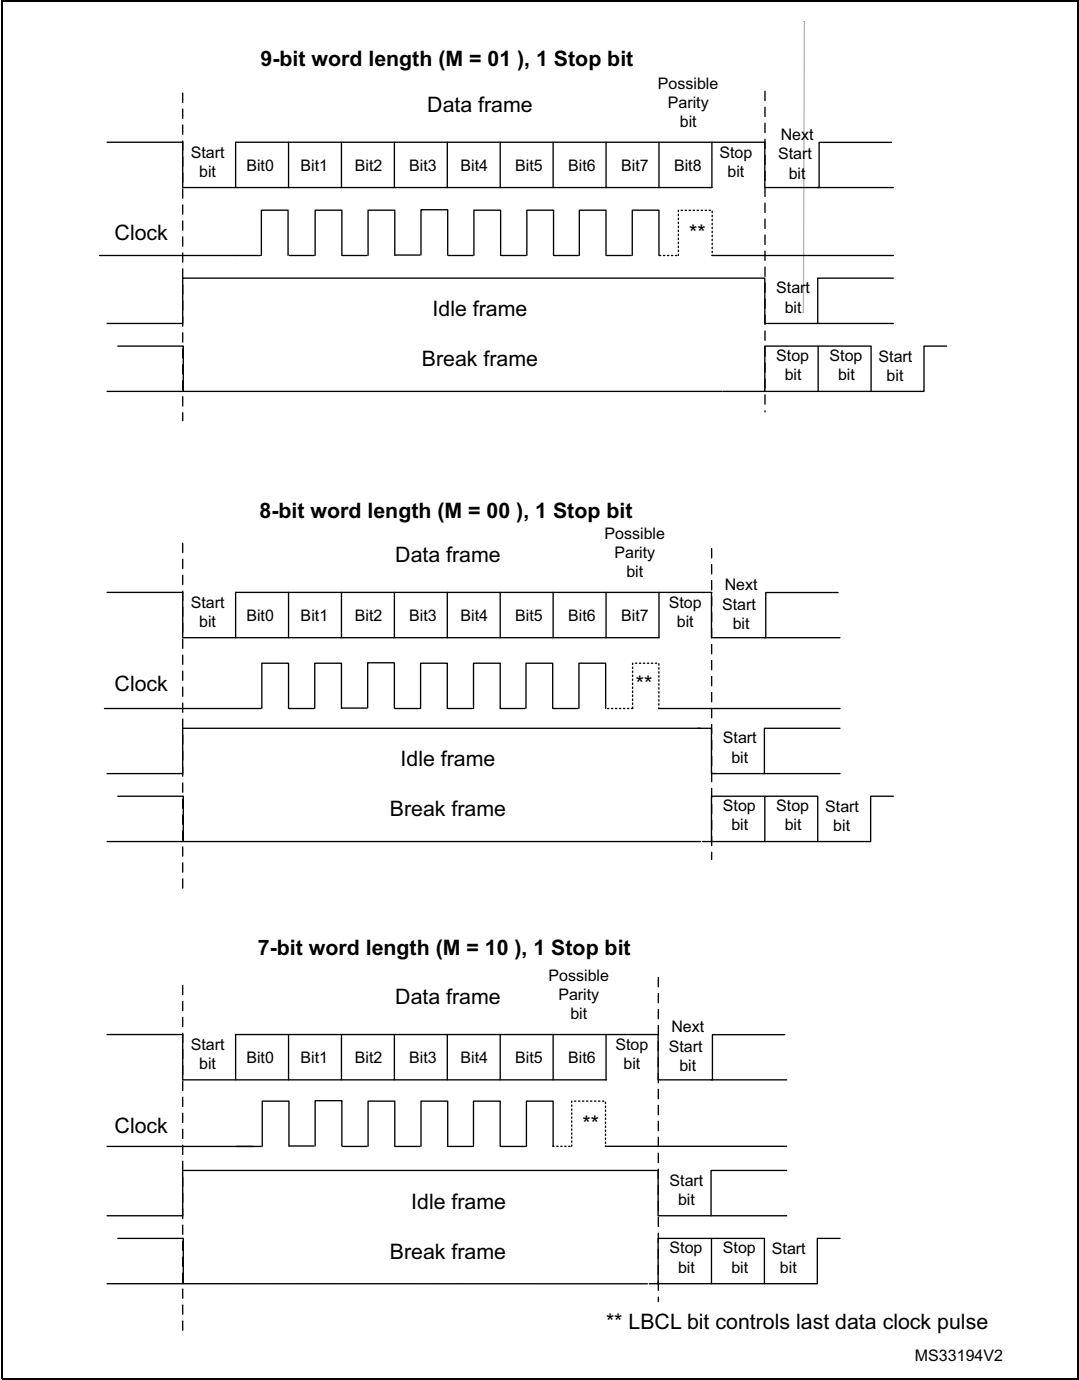 9-bit word length (M = 01 ), 1 Stop bit
Data frame
Possible
Parity
bit
Start
bit
Bit0
Bit1
Bit2
Bit3
Bit4
Bit5
Bit6
Bit7
Bit8
Stop
bit
Next
Start
bit
Clock
**
Idle frame
Start
bit
Break frame
Stop
bit
Stop
bit
Start
bit
8-bit word length (M = 00 ), 1 Stop bit
Data frame
Possible
Parity
bit
Start
bit
Bit0
Bit1
Bit2
Bit3
Bit4
Bit5
Bit6
Bit7
Stop
bit
Next
Start
bit
Clock
**
Idle frame
Start
bit
Break frame
Stop
bit
Stop
bit
Start
bit
7-bit word length (M = 10 ), 1 Stop bit
Data frame
Possible
Parity
bit
Start
bit
Bit0
Bit1
Bit2
Bit3
Bit4
Bit5
Bit6
Stop
bit
Next
Start
bit
Clock
**
Idle frame
Start
bit
Break frame
Stop
bit
Stop
bit
Start
bit
** LBCL bit controls last data clock pulse
MS33194V2